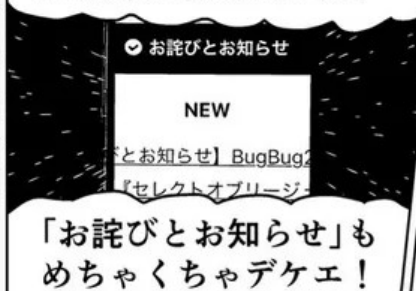 お詫びとお知らせ
NEW
とお知らせ】BugBug2
『セレクトオブリージ
「お詫びとお知らせ」も
めちゃくちゃデケエ！